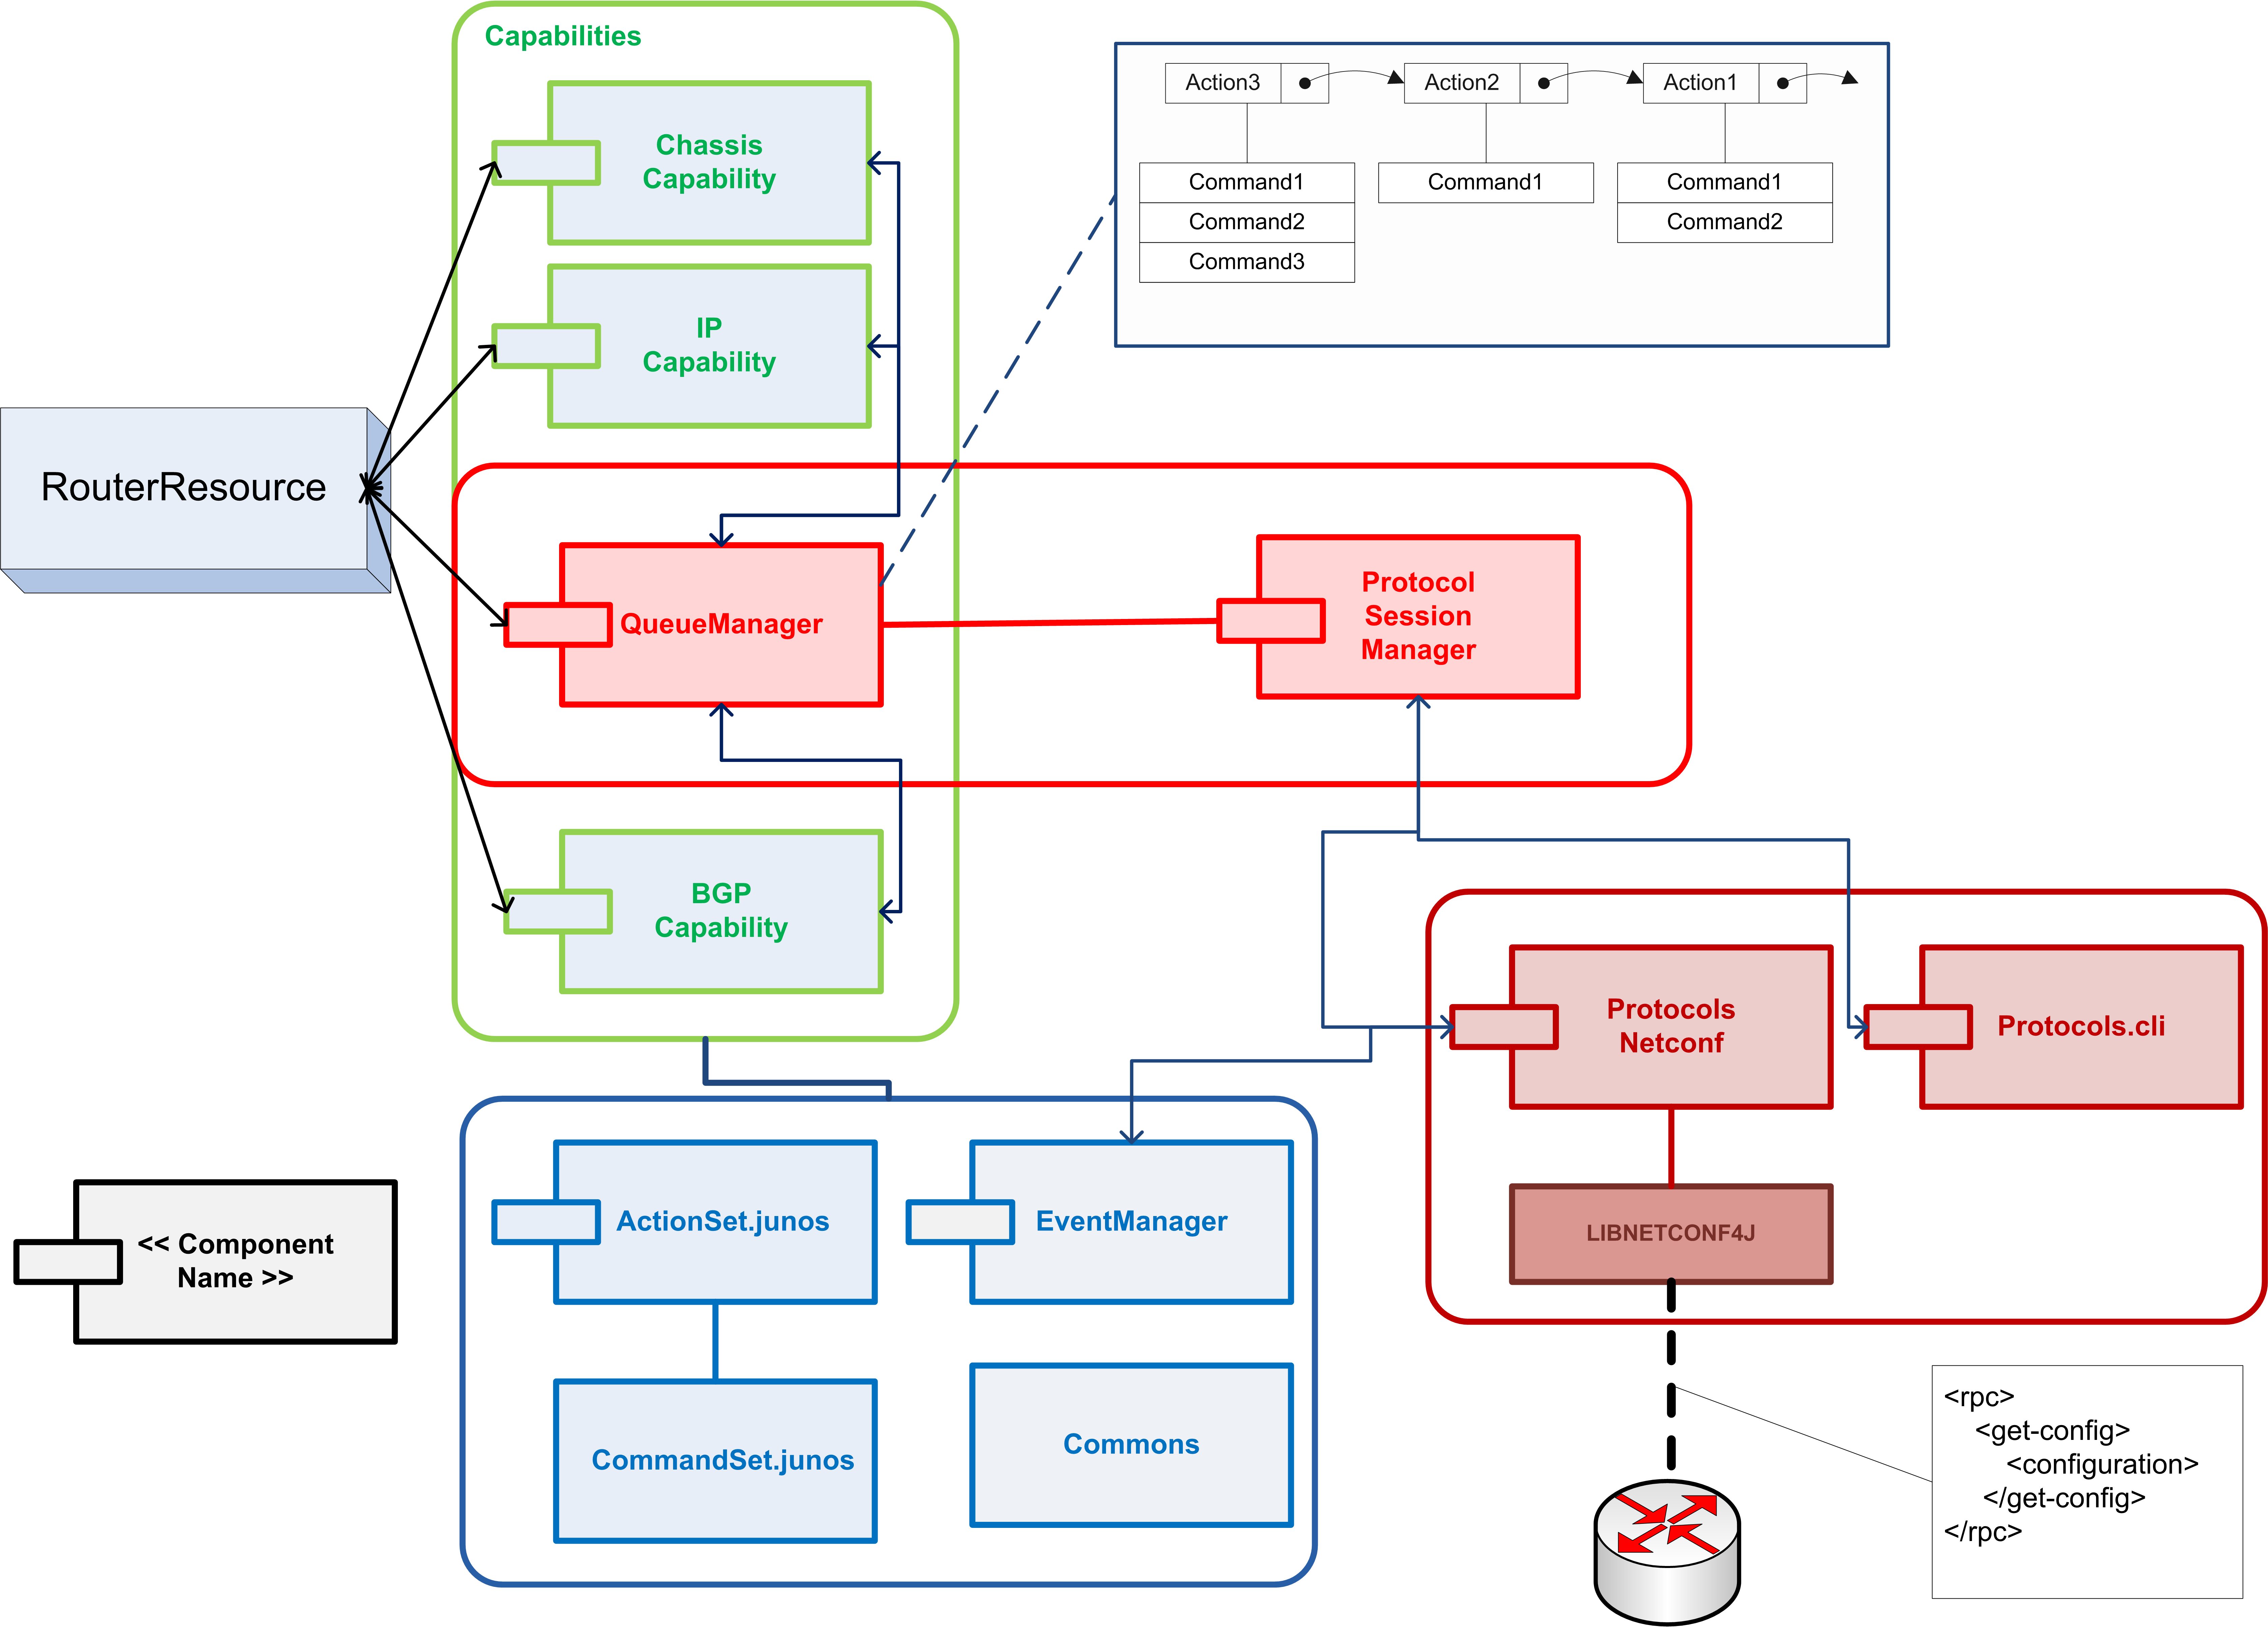 Capabilities
Chassis
Capability
IP
Capability
Action3
Action2
Action1
Command1
Command2
Command3
Command1
Command1
Command2
RouterResource
QueueManager
Protocol
Session
Manager
BGP
Capability
Protocols
Netconf
Protocols.cli
LIBNETCONF4J
ActionSet.junos
EventManager
CommandSet.junos
Commons
<< Component
Name >>
<rpc>
<get-config>
<configuration>
</get-config>
</rpc>